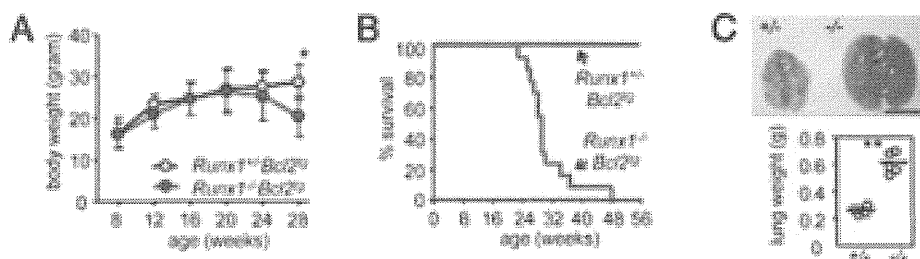 A
body weight (gram)
40
30
20
10
0
8 12 16 20 24 28
age (weeks)
*
Runx1+/-Bcl2tg
Runx1-/-Bcl2tg
B
% survival
100
80
60
40
20
0
0 8 16 24 32 40 48 56
age (weeks)
Runx1+/-
Bcl2tg
Runx1-/-
Bcl2tg
C
+/- -/-
lung weight (g)
0.8
0.6
0.4
0.2
0
**
+/- -/-